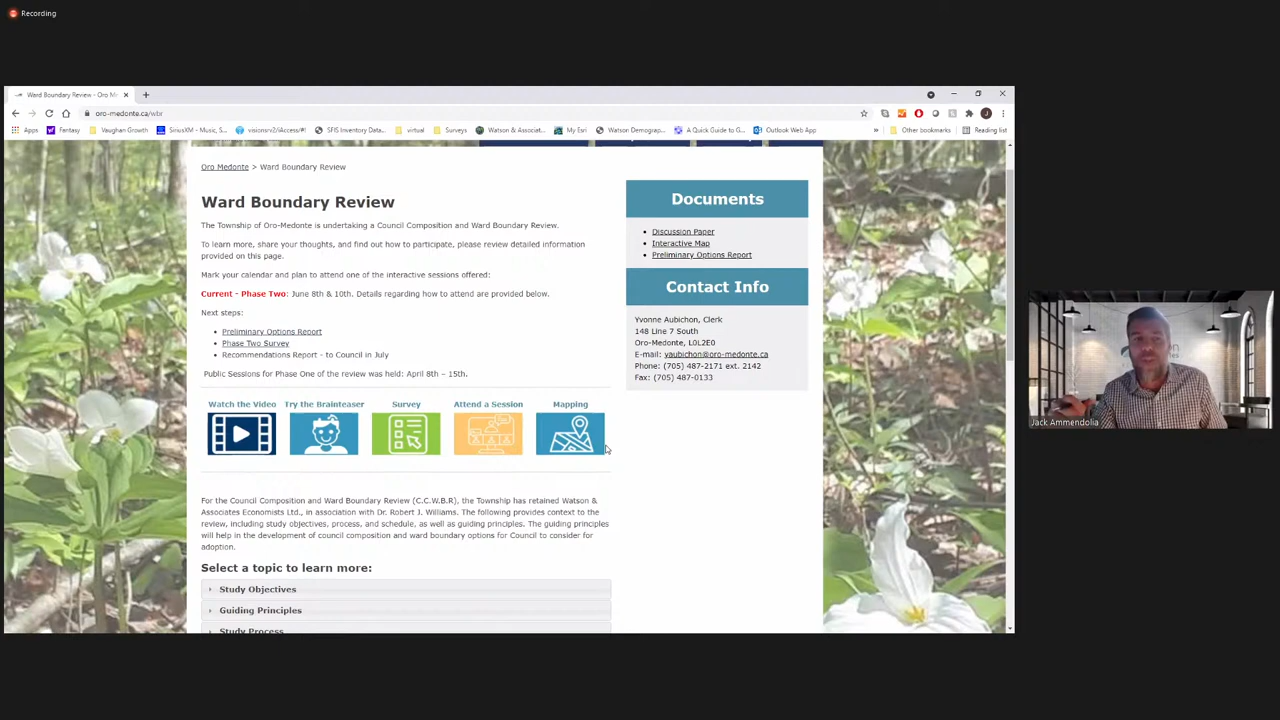 Recording
Ward Boundary Review - Oro Me
oro-medonte.ca/wbr
Apps Fantasy Vaughan Growth SiriusXM - Music, S... visionsrv2/iAccess/#! SFIS Inventory Data... virtual Surveys Watson & Associat... My Esri Watson Demograp... A Quick Guide to G... Outlook Web App » Other bookmarks Reading list
Oro Medonte > Ward Boundary Review
Ward Boundary Review
The Township of Oro-Medonte is undertaking a Council Composition and Ward Boundary Review.
To learn more, share your thoughts, and find out how to participate, please review detailed information
provided on this page.
Mark your calendar and plan to attend one of the interactive sessions offered:
Current - Phase Two: June 8th & 10th. Details regarding how to attend are provided below.
Next steps:
Preliminary Options Report
Phase Two Survey
Recommendations Report - to Council in July
Public Sessions for Phase One of the review was held: April 8th – 15th.
Watch the Video Try the Brainteaser Survey Attend a Session Mapping
For the Council Composition and Ward Boundary Review (C.C.W.B.R), the Township has retained Watson &
Associates Economists Ltd., in association with Dr. Robert J. Williams. The following provides context to the
review, including study objectives, process, and schedule, as well as guiding principles. The guiding principles
will help in the development of council composition and ward boundary options for Council to consider for
adoption.
Select a topic to learn more:
Study Objectives
Guiding Principles
Study Process
Documents
Discussion Paper
Interactive Map
Preliminary Options Report
Contact Info
Yvonne Aubichon, Clerk
148 Line 7 South
Oro-Medonte, L0L2E0
E-mail: yaubichon@oro-medonte.ca
Phone: (705) 487-2171 ext. 2142
Fax: (705) 487-0133
Jack Ammendolia